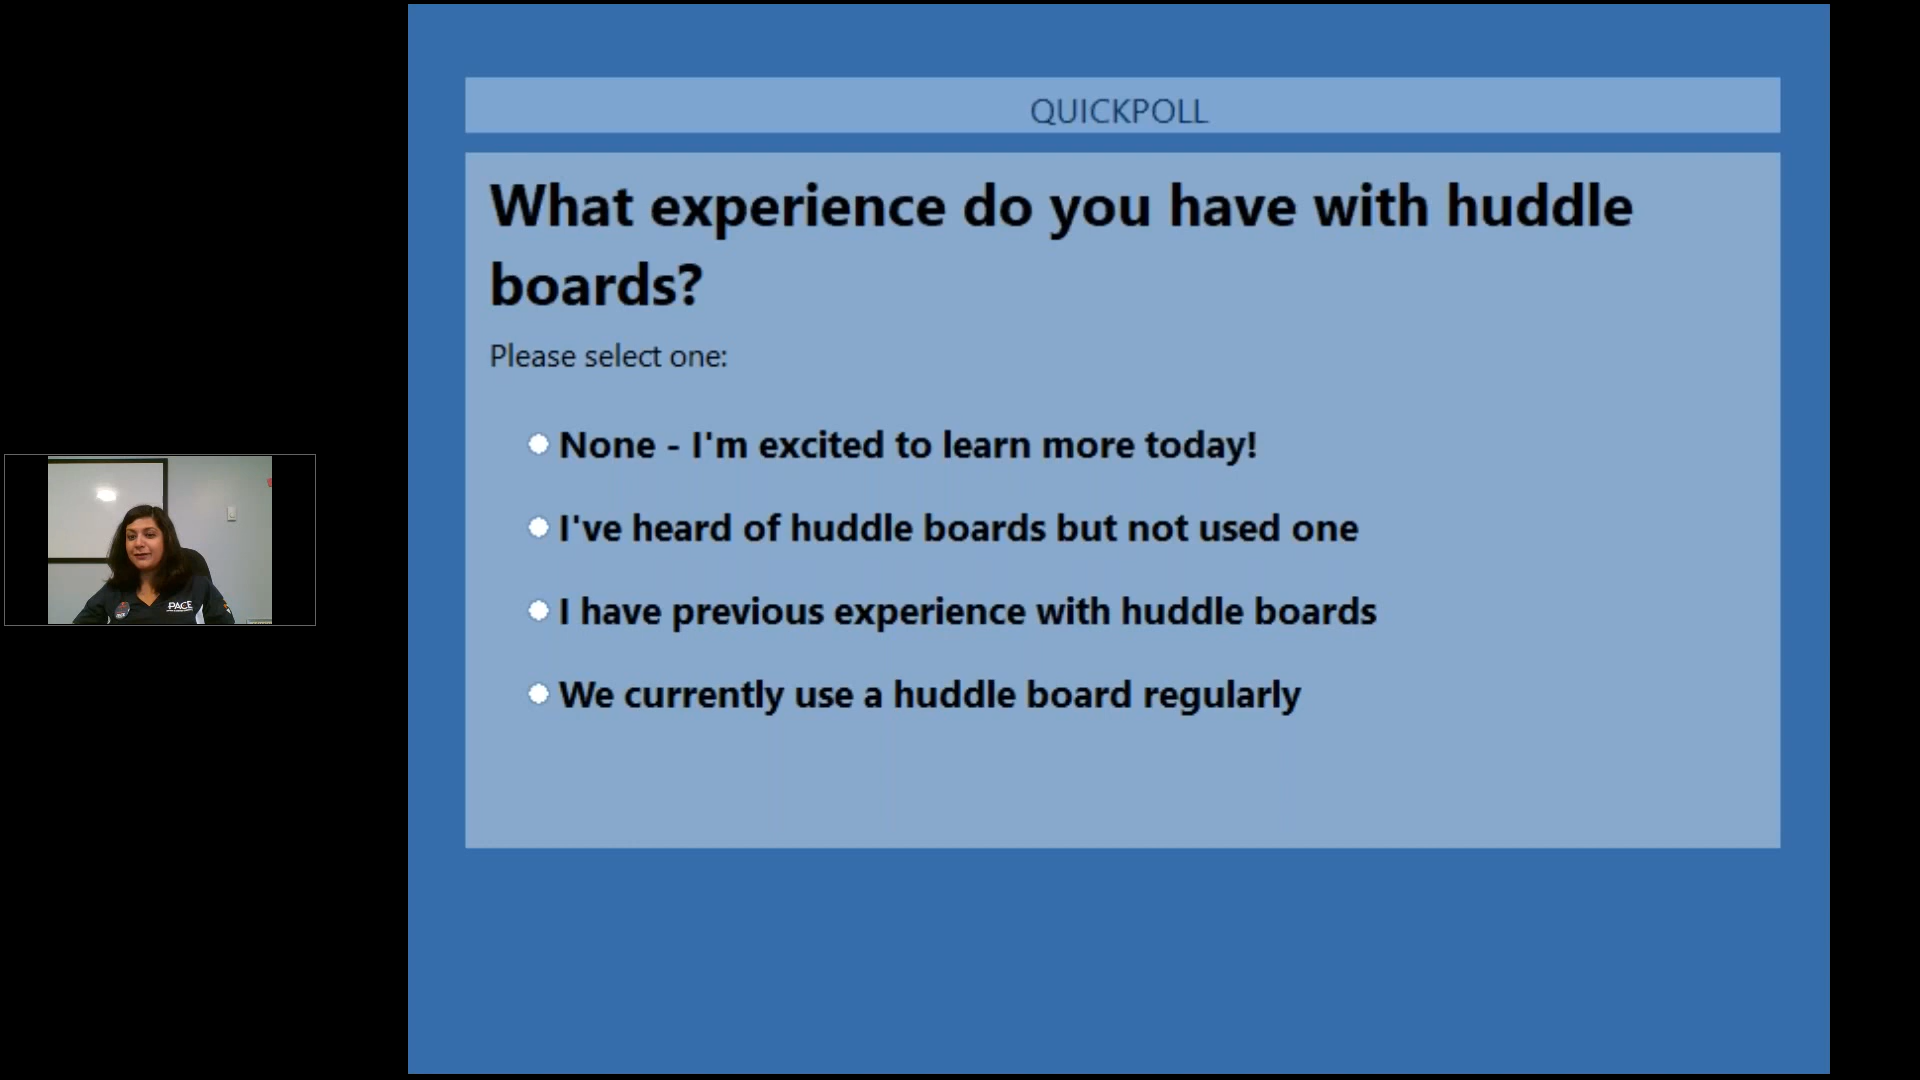 QUICKPOLL
What experience do you have with huddle
boards?
Please select one:
None - I'm excited to learn more today!
I've heard of huddle boards but not used one
I have previous experience with huddle boards
We currently use a huddle board regularly
PACE